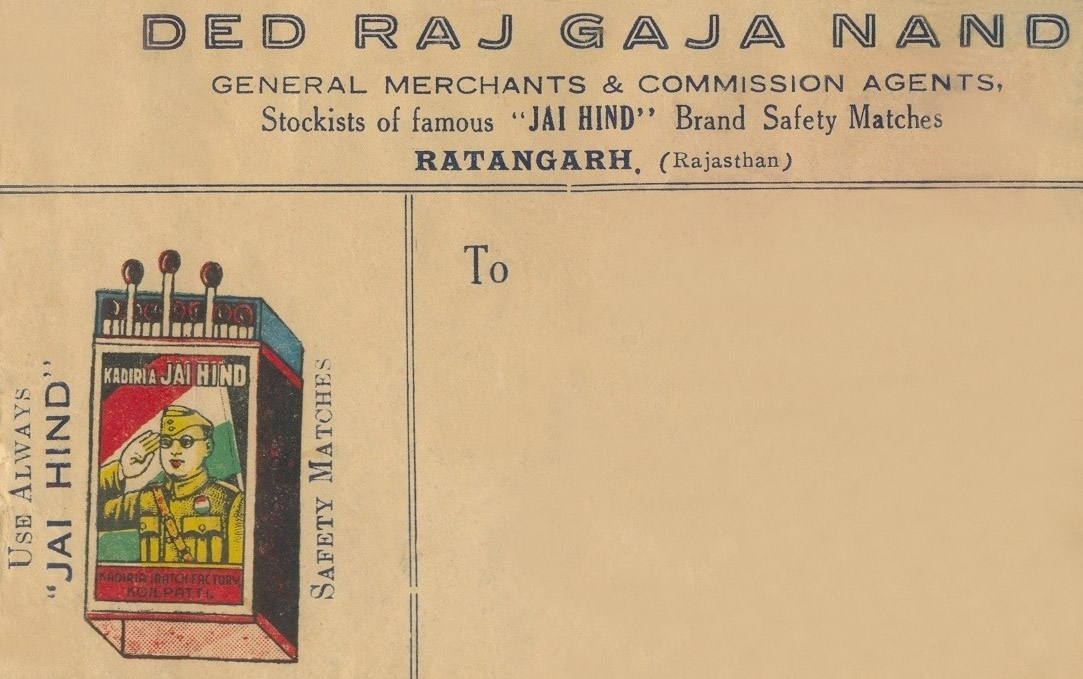 DED RAJ GAJA NAND
GENERAL MERCHANTS & COMMISSION AGENTS,
Stockists of famous “JAI HIND” Brand Safety Matches
RATANGARH. (Rajasthan)
To
USE ALWAYS
“JAI HIND”
SAFETY MATCHES
KADIRIA JAI HIND
KADIRIA MATCH FACTORY
KOILPATTI.